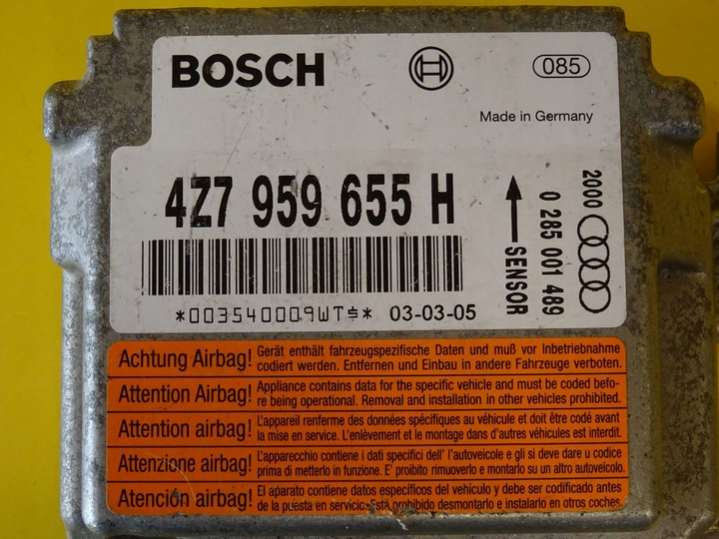 BOSCH
085
Made in Germany
4Z7 959 655 H
*003540009WT$* 03-03-05
SENSOR
0 285 001 489
2000
Achtung Airbag! Gerät enthält fahrzeugspezifische Daten und muß vor Inbetriebnahme
codiert werden. Entfernen und Einbau in andere Fahrzeuge verboten.
Attention Airbag! Appliance contains data for the specific vehicle and must be coded befo-
re being operational. Removal and installation in other vehicles prohibited.
Attention airbag! L'appareil renferme des données spécifiques au véhicule et doit être codé avant
la mise en service. L'enlèvement et le montage dans d'autres véhicules est interdit.
Attenzione airbag! L'apparecchio contiene i dati specifici dell' l'autoveicolo e gli si deve dare u codice
prima di metterlo in funzione. E' proibito rimuoverlo e montarlo su un altro autoveicolo.
Atención airbag! El aparato contiene datos específicos del vehículo y debe ser codificado antes
de la puesta en servicio. Está prohibido desmontarlo e instalarlo en otros coches.